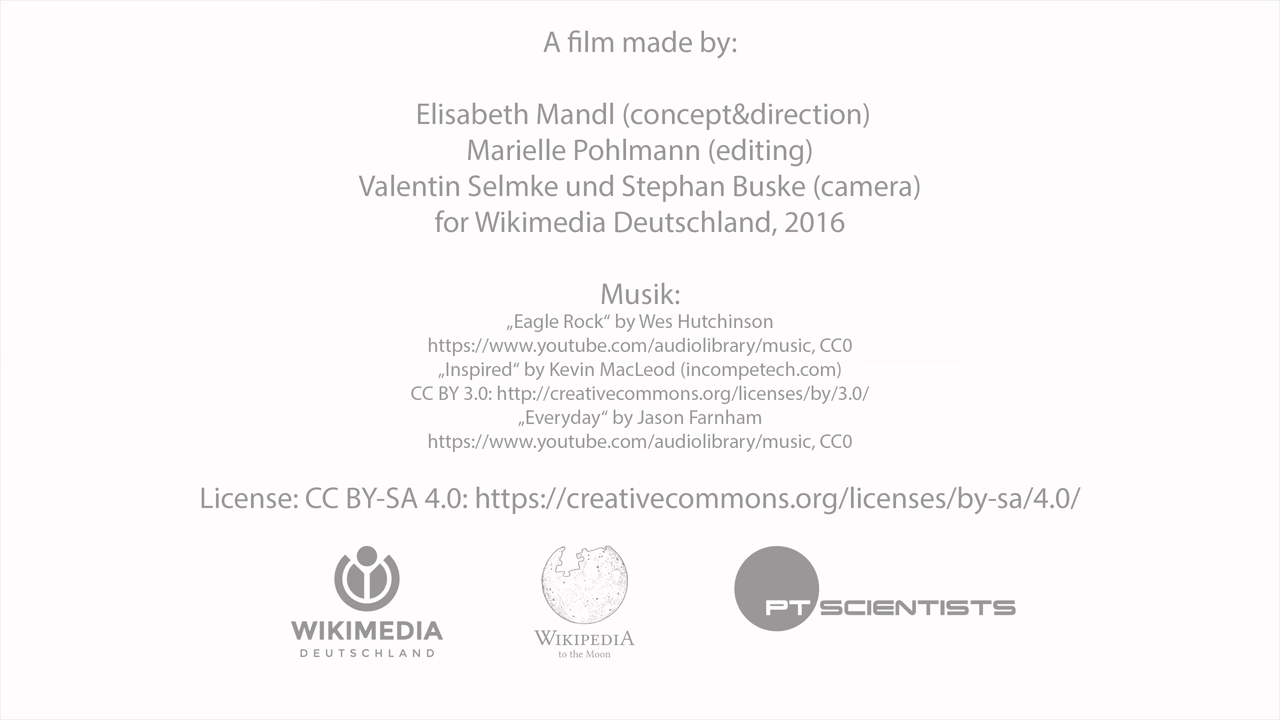 A film made by:
Elisabeth Mandl (concept&direction)
Marielle Pohlmann (editing)
Valentin Selmke und Stephan Buske (camera)
for Wikimedia Deutschland, 2016
Musik:
„Eagle Rock“ by Wes Hutchinson
https://www.youtube.com/audiolibrary/music, CC0
„Inspired“ by Kevin MacLeod (incompetech.com)
CC BY 3.0: http://creativecommons.org/licenses/by/3.0/
„Everyday“ by Jason Farnham
https://www.youtube.com/audiolibrary/music, CC0
License: CC BY-SA 4.0: https://creativecommons.org/licenses/by-sa/4.0/
WIKIMEDIA
DEUTSCHLAND
WIKIPEDIA
to the Moon
PT SCIENTISTS